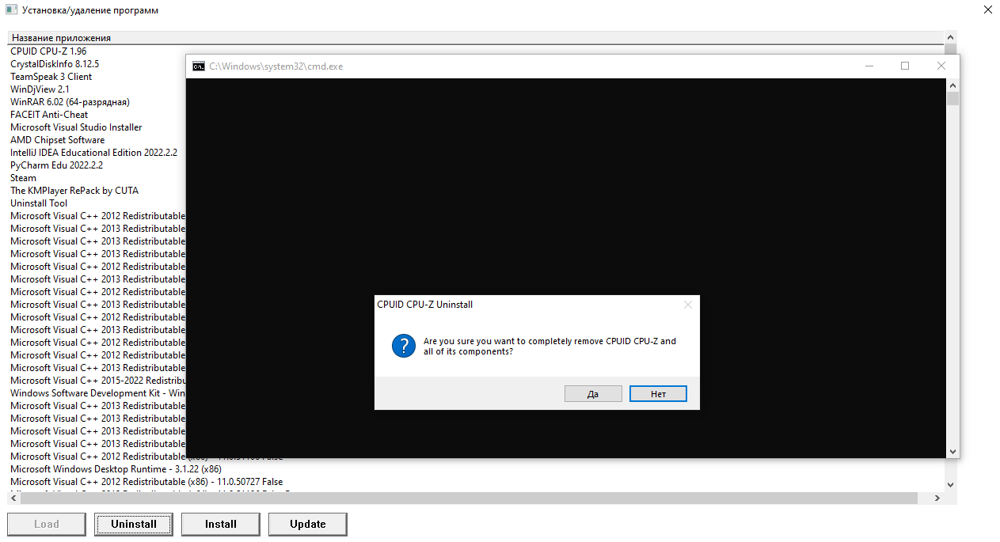 Установка/удаление программ
Название приложения
CPUID CPU-Z 1.96
CrystalDiskInfo 8.12.5
TeamSpeak 3 Client
WinDjView 2.1
WinRAR 6.02 (64-разрядная)
FACEIT Anti-Cheat
Microsoft Visual Studio Installer
AMD Chipset Software
IntelliJ IDEA Educational Edition 2022.2.2
PyCharm Edu 2022.2.2
Steam
The KMPlayer RePack by CUTA
Uninstall Tool
Microsoft Visual C++ 2012 Redistributable
Microsoft Visual C++ 2013 Redistributable
Microsoft Visual C++ 2013 Redistributable
Microsoft Visual C++ 2013 Redistributable
Microsoft Visual C++ 2012 Redistributable
Microsoft Visual C++ 2013 Redistributable
Microsoft Visual C++ 2012 Redistributable
Microsoft Visual C++ 2013 Redistributable
Microsoft Visual C++ 2012 Redistributable
Microsoft Visual C++ 2013 Redistributable
Microsoft Visual C++ 2012 Redistributable
Microsoft Visual C++ 2012 Redistributable
Microsoft Visual C++ 2013 Redistributable
Microsoft Visual C++ 2015-2022 Redistribu
Windows Software Development Kit - Win
Microsoft Visual C++ 2013 Redistributable
Microsoft Visual C++ 2013 Redistributable
Microsoft Visual C++ 2013 Redistributable
Microsoft Visual C++ 2013 Redistributable
Microsoft Visual C++ 2012 Redistributable
Microsoft Windows Desktop Runtime - 3.1.22 (x86)
Microsoft Visual C++ 2012 Redistributable (x86) - 11.0.50727 False
C:\Windows\system32\cmd.exe
CPUID CPU-Z Uninstall
Are you sure you want to completely remove CPUID CPU-Z and
all of its components?
Да Нет
Load Uninstall Install Update